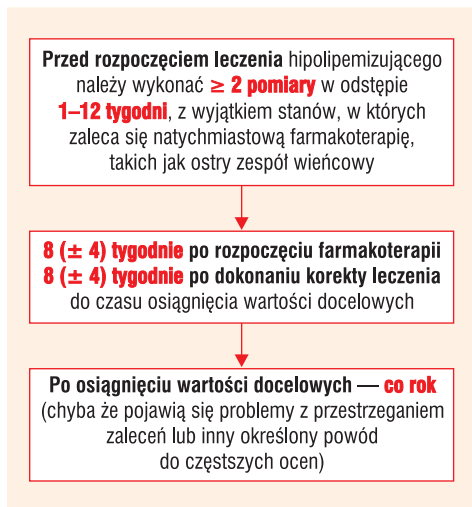 Przed rozpoczęciem leczenia hipolipemizującego
należy wykonać ≥ 2 pomiary w odstępie
1–12 tygodni, z wyjątkiem stanów, w których
zaleca się natychmiastową farmakoterapię,
takich jak ostry zespół wieńcowy
8 (± 4) tygodnie po rozpoczęciu farmakoterapii
8 (± 4) tygodnie po dokonaniu korekty leczenia
do czasu osiągnięcia wartości docelowych
Po osiągnięciu wartości docelowych — co rok
(chyba że pojawią się problemy z przestrzeganiem
zaleceń lub inny określony powód
do częstszych ocen)